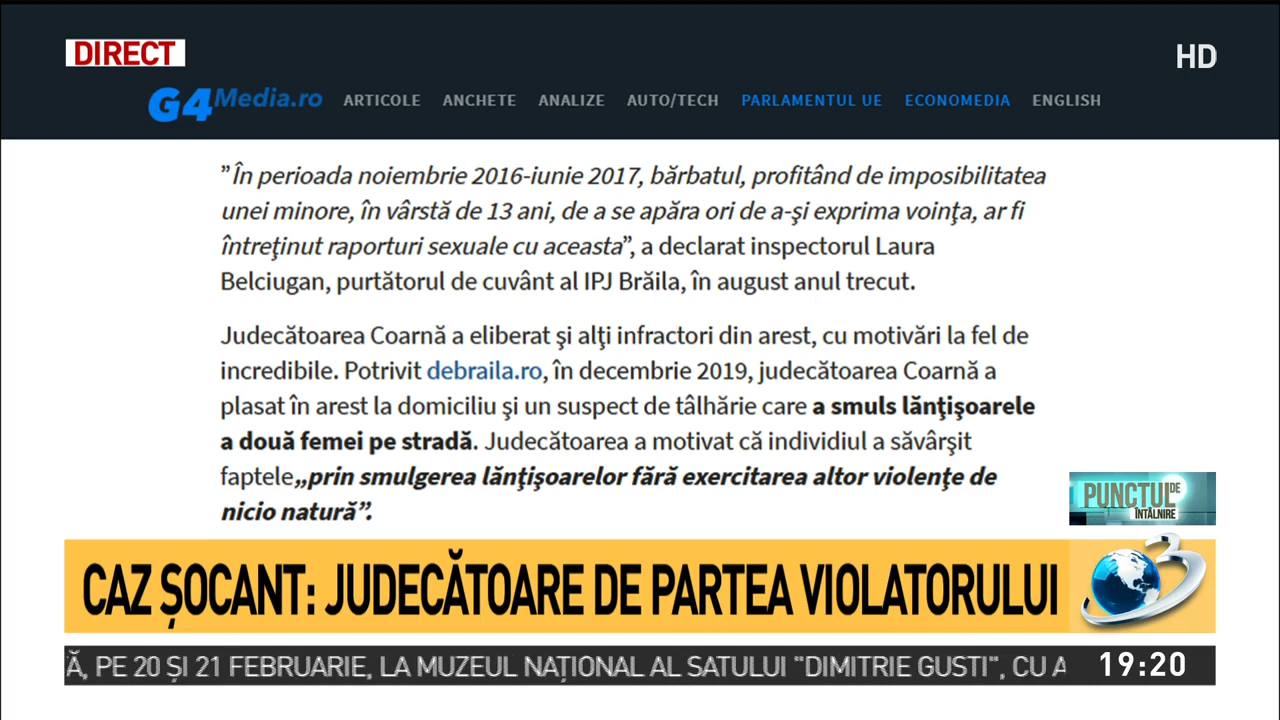 DIRECT
HD
G4Media.ro ARTICOLE ANCHETE ANALIZE AUTO/TECH PARLAMENTUL UE ECONOMEDIA ENGLISH
”În perioada noiembrie 2016-iunie 2017, bărbatul, profitând de imposibilitatea
unei minore, în vârstă de 13 ani, de a se apăra ori de a-şi exprima voinţa, ar fi
întreţinut raporturi sexuale cu aceasta”, a declarat inspectorul Laura
Belciugan, purtătorul de cuvânt al IPJ Brăila, în august anul trecut.
Judecătoarea Coarnă a eliberat şi alţi infractori din arest, cu motivări la fel de
incredibile. Potrivit debraila.ro, în decembrie 2019, judecătoarea Coarnă a
plasat în arest la domiciliu şi un suspect de tâlhărie care a smuls lănţişoarele
a două femei pe stradă. Judecătoarea a motivat că individul a săvârşit
faptele„prin smulgerea lănţişoarelor fără exercitarea altor violenţe de
nicio natură”.
PUNCTUL DE
ÎNTÂLNIRE
CAZ ȘOCANT: JUDECĂTOARE DE PARTEA VIOLATORULUI
3
Ă, PE 20 ȘI 21 FEBRUARIE, LA MUZEUL NAȚIONAL AL SATULUI "DIMITRIE GUSTI", CU A
19:20